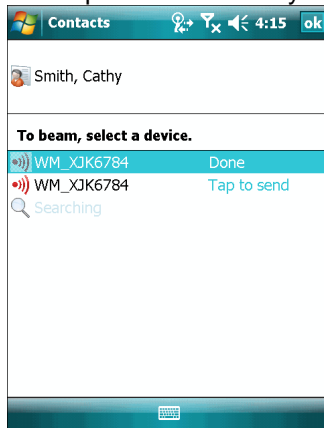 Contacts 4:15 ok
Smith, Cathy
To beam, select a device.
WM_XJK6784 Done
WM_XJK6784 Tap to send
Searching